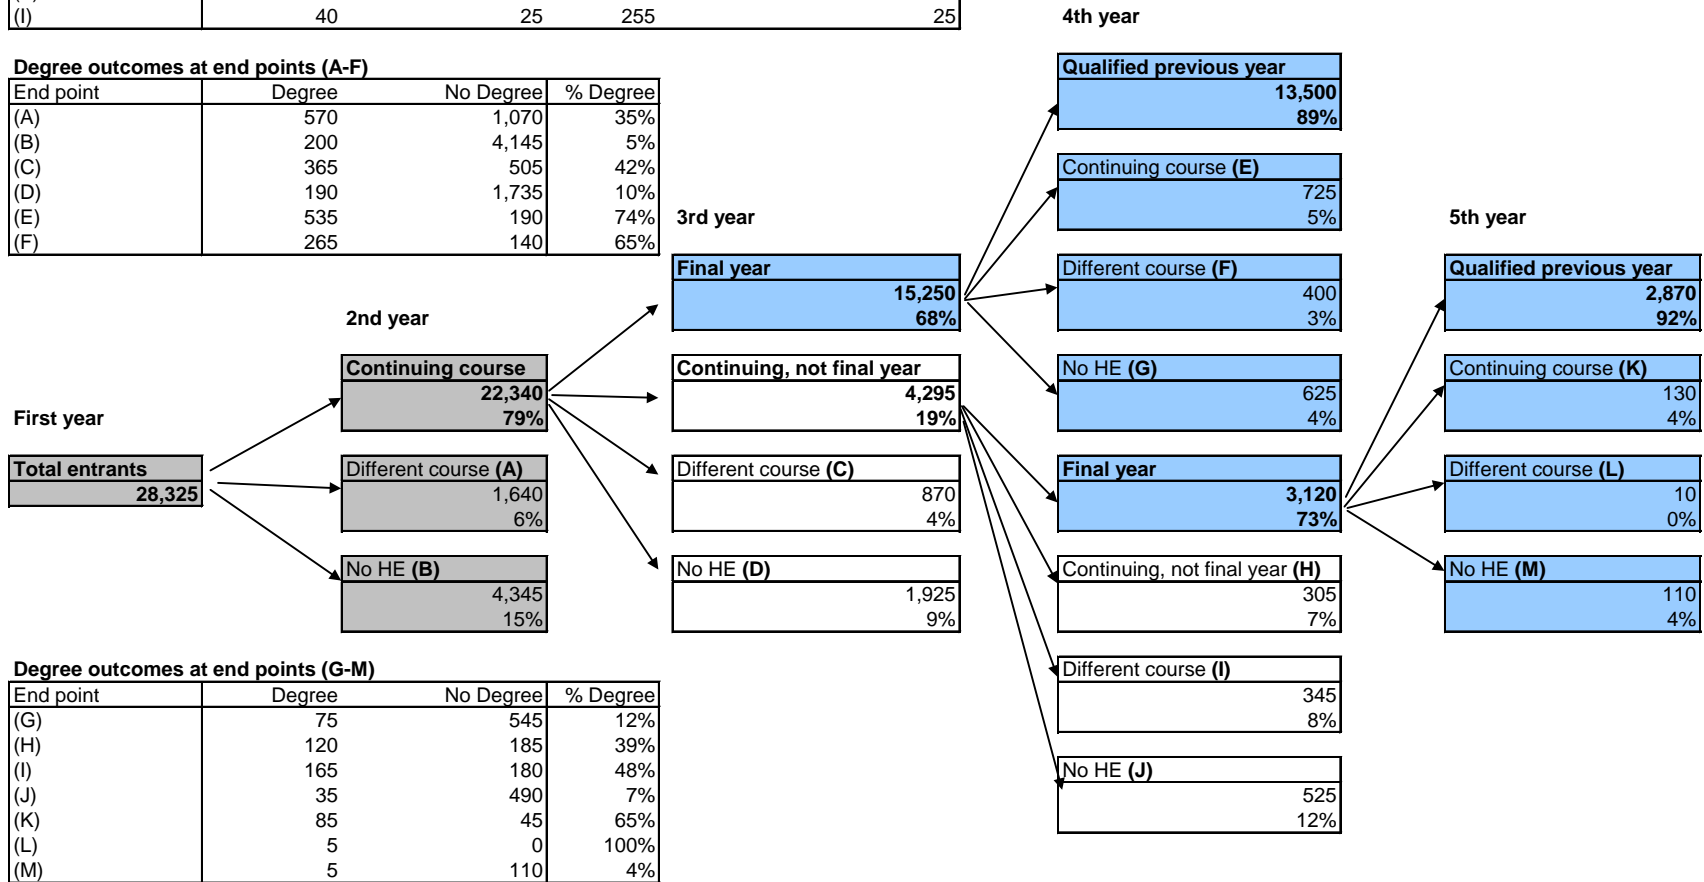 (I) 40 25 255 25
4th year
Degree outcomes at end points (A-F)
End point Degree No Degree % Degree
(A) 570 1,070 35%
(B) 200 4,145 5%
(C) 365 505 42%
(D) 190 1,735 10%
(E) 535 190 74%
(F) 265 140 65%
Qualified previous year
13,500
89%
Continuing course (E)
725
5%
3rd year
5th year
Final year
15,250
68%
Different course (F)
400
3%
Qualified previous year
2,870
92%
2nd year
Continuing course
22,340
79%
Continuing, not final year
4,295
19%
No HE (G)
625
4%
Continuing course (K)
130
4%
First year
Total entrants
28,325
Different course (A)
1,640
6%
Different course (C)
870
4%
Final year
3,120
73%
Different course (L)
10
0%
No HE (B)
4,345
15%
No HE (D)
1,925
9%
Continuing, not final year (H)
305
7%
No HE (M)
110
4%
Degree outcomes at end points (G-M)
End point Degree No Degree % Degree
(G) 75 545 12%
(H) 120 185 39%
(I) 165 180 48%
(J) 35 490 7%
(K) 85 45 65%
(L) 5 0 100%
(M) 5 110 4%
Different course (I)
345
8%
No HE (J)
525
12%